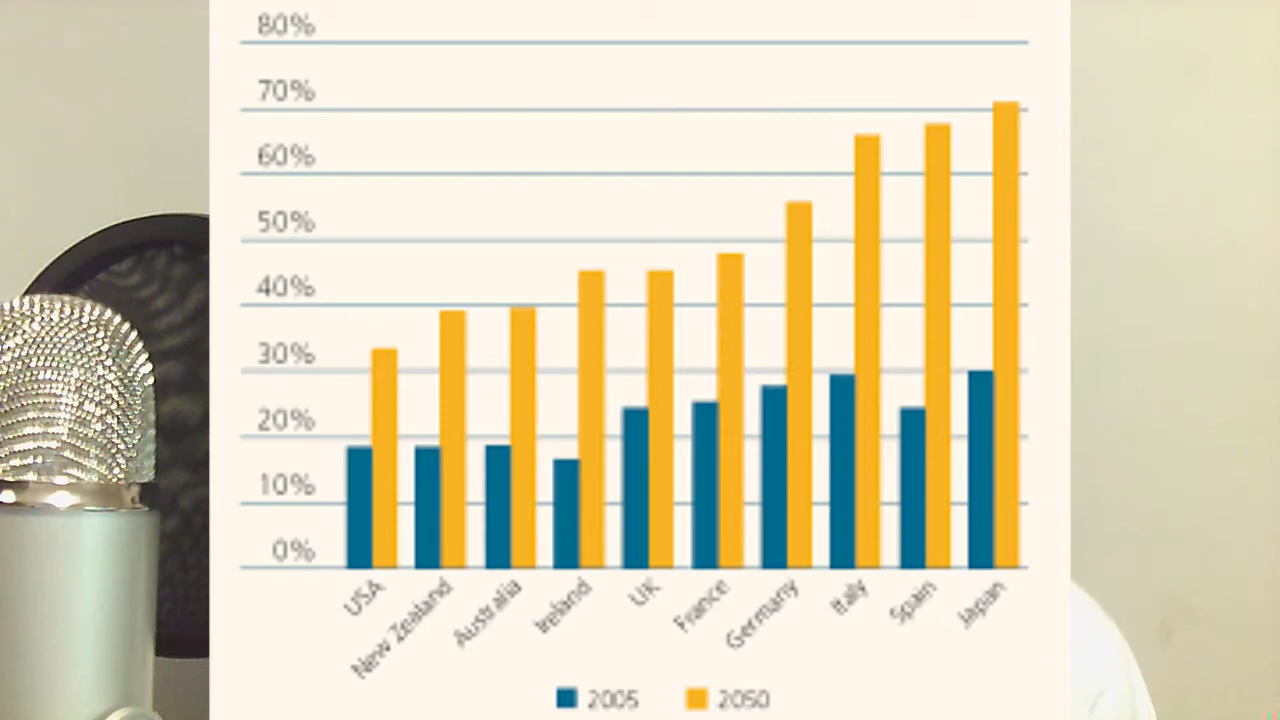 80%
70%
60%
50%
40%
30%
20%
10%
0%
USA
New Zealand
Australia
Ireland
UK
France
Germany
Italy
Spain
Japan
2005
2050